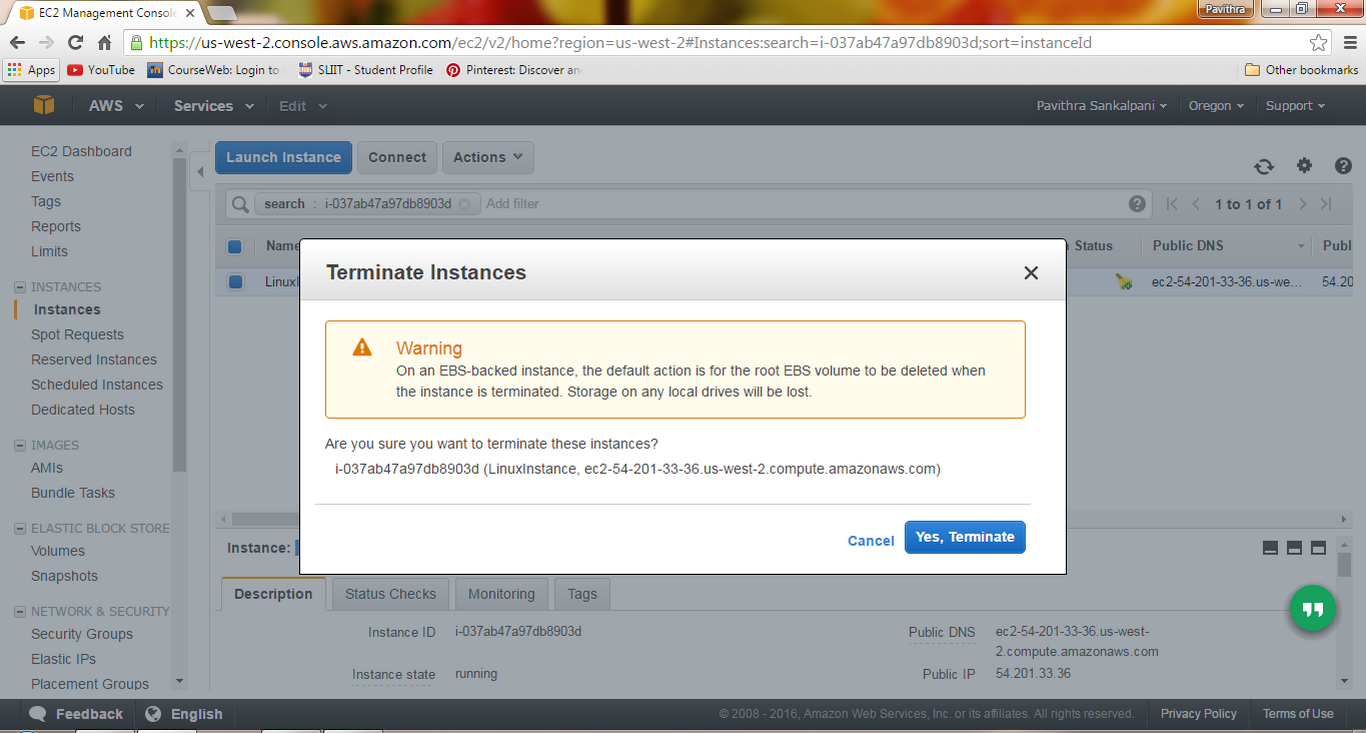 EC2 Management Console
Pavithra
https://us-west-2.console.aws.amazon.com/ec2/v2/home?region=us-west-2#Instances:search=i-037ab47a97db8903d;sort=instanceId
Apps YouTube CourseWeb: Login to SLIIT - Student Profile Pinterest: Discover an Other bookmarks
AWS Services Edit Pavithra Sankalpani Oregon Support
EC2 Dashboard
Events
Tags
Reports
Limits
INSTANCES
Instances
Spot Requests
Reserved Instances
Scheduled Instances
Dedicated Hosts
IMAGES
AMIs
Bundle Tasks
ELASTIC BLOCK STORE
Volumes
Snapshots
NETWORK & SECURITY
Security Groups
Elastic IPs
Placement Groups
Launch Instance Connect Actions
search : i-037ab47a97db8903d Add filter 1 to 1 of 1
Name Status Public DNS Publ
LinuxI ec2-54-201-33-36.us-we... 54.20
Terminate Instances
Warning
On an EBS-backed instance, the default action is for the root EBS volume to be deleted when
the instance is terminated. Storage on any local drives will be lost.
Are you sure you want to terminate these instances?
i-037ab47a97db8903d (LinuxInstance, ec2-54-201-33-36.us-west-2.compute.amazonaws.com)
Cancel Yes, Terminate
Instance:
Description Status Checks Monitoring Tags
Instance ID i-037ab47a97db8903d Public DNS ec2-54-201-33-36.us-west-
2.compute.amazonaws.com
Instance state running Public IP 54.201.33.36
Feedback English © 2008 - 2016, Amazon Web Services, Inc. or its affiliates. All rights reserved. Privacy Policy Terms of Use